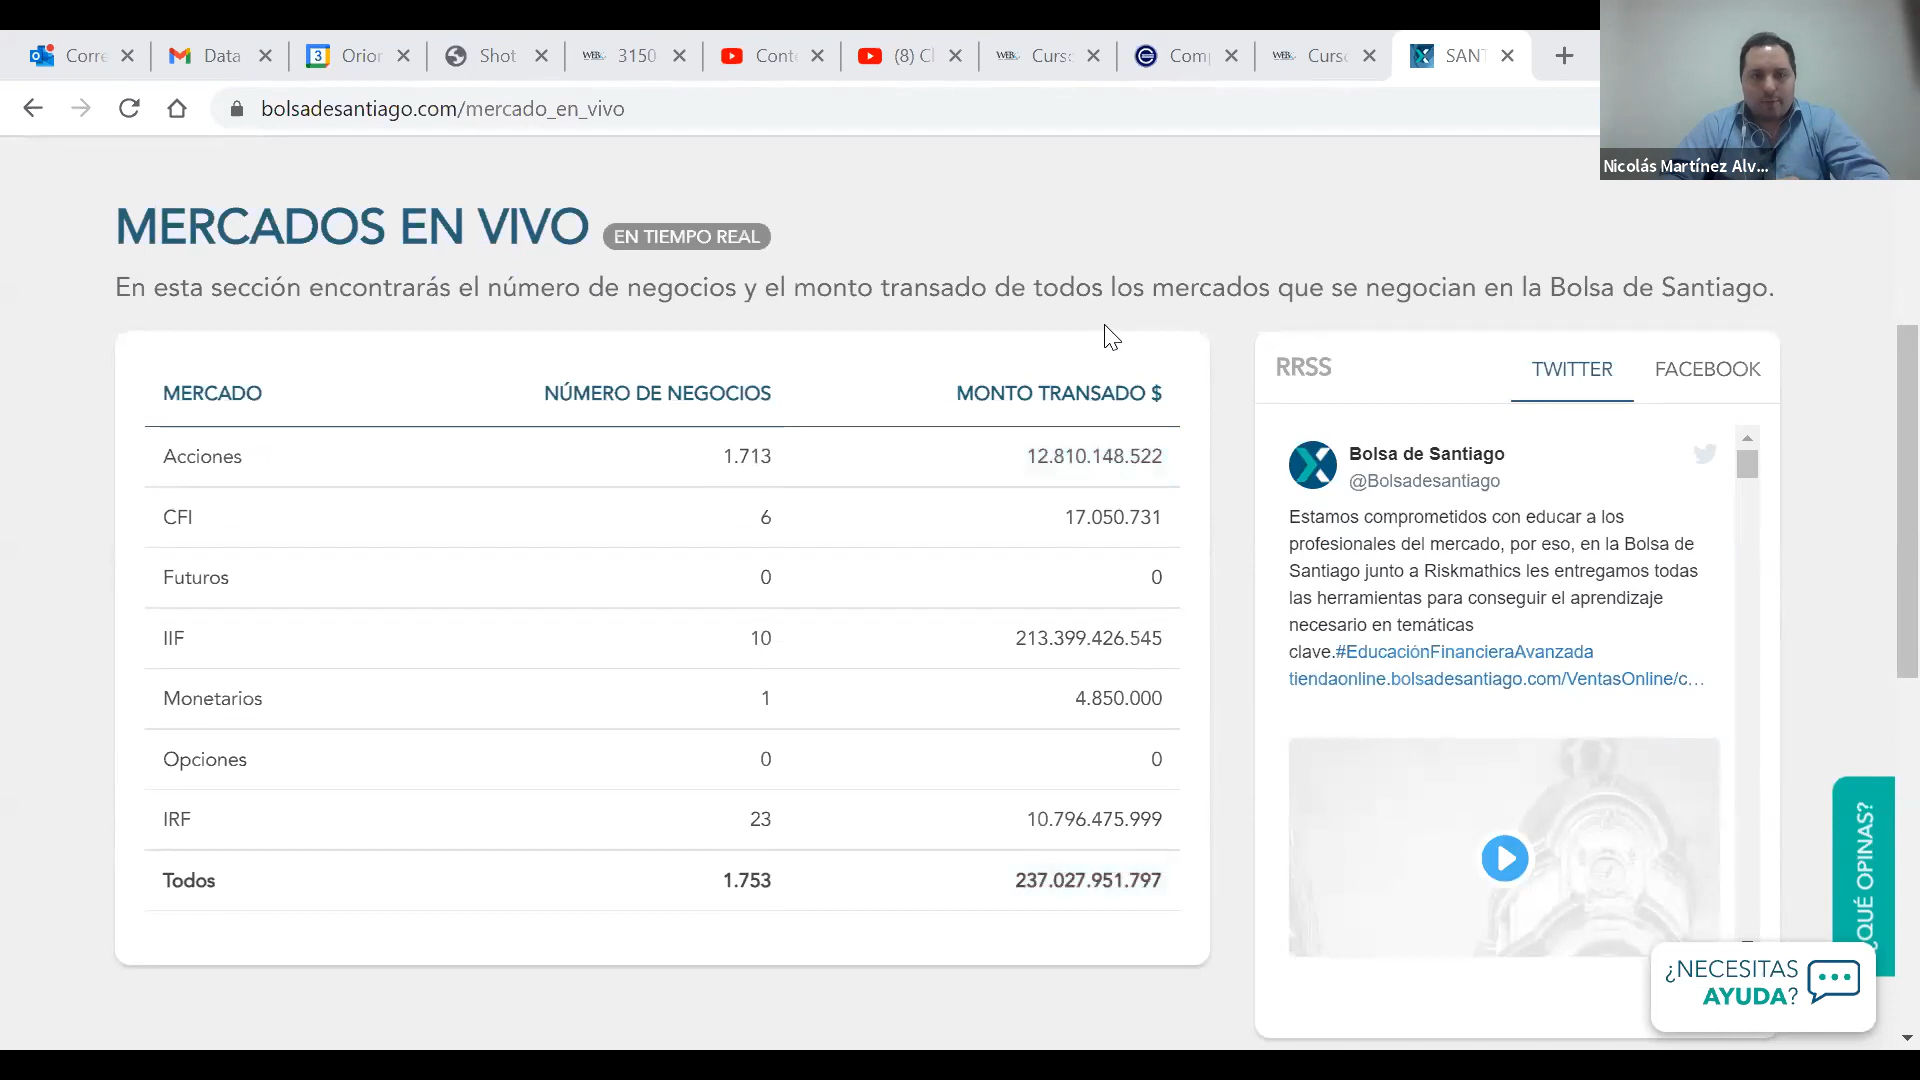 Corre
Data
3
Orion
Shot
WEB
3150
Cont
(8) C
WEB
Curs
Com
WEB
Curs
SANT
bolsadesantiago.com/mercado_en_vivo
Nicolás Martínez Alv...
MERCADOS EN VIVO EN TIEMPO REAL
En esta sección encontrarás el número de negocios y el monto transado de todos los mercados que se negocian en la Bolsa de Santiago.
MERCADO NÚMERO DE NEGOCIOS MONTO TRANSADO $
Acciones 1.713 12.810.148.522
CFI 6 17.050.731
Futuros 0 0
IIF 10 213.399.426.545
Monetarios 1 4.850.000
Opciones 0 0
IRF 23 10.796.475.999
Todos 1.753 237.027.951.797
RRSS TWITTER FACEBOOK
Bolsa de Santiago
@Bolsadesantiago
Estamos comprometidos con educar a los
profesionales del mercado, por eso, en la Bolsa de
Santiago junto a Riskmathics les entregamos todas
las herramientas para conseguir el aprendizaje
necesario en temáticas
clave.#EducaciónFinancieraAvanzada
tiendaonline.bolsadesantiago.com/VentasOnline/c…
¿QUÉ OPINAS?
¿NECESITAS
AYUDA?